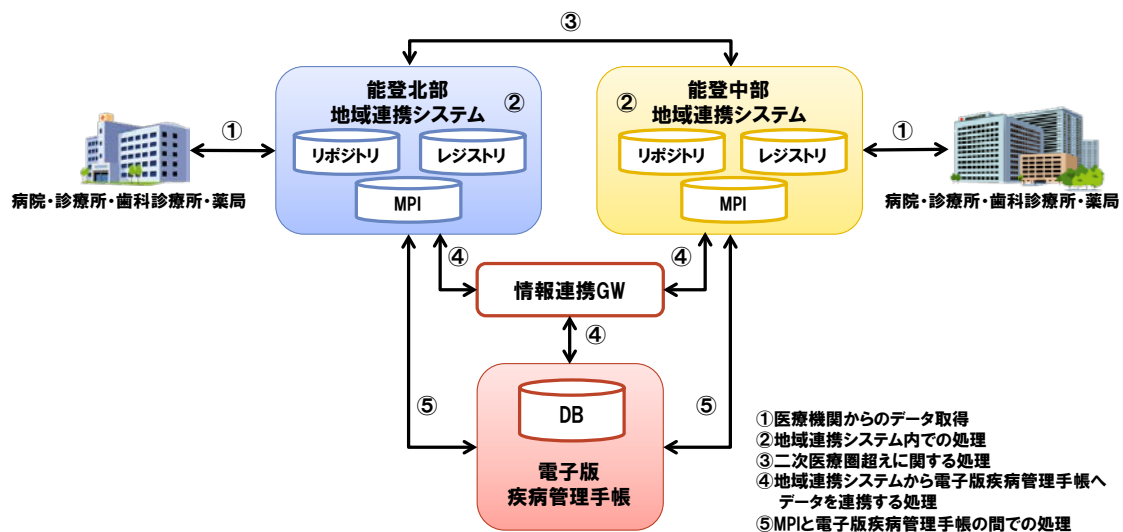 ③
能登北部
地域連携システム
②
リポジトリ
レジストリ
MPI
能登中部
②
地域連携システム
リポジトリ
レジストリ
MPI
①
病院・診療所・歯科診療所・薬局
①
病院・診療所・歯科診療所・薬局
④
④
情報連携GW
④
⑤
⑤
DB
電子版
疾病管理手帳
①医療機関からのデータ取得
②地域連携システム内での処理
③二次医療圏超えに関する処理
④地域連携システムから電子版疾病管理手帳へ
データを連携する処理
⑤MPIと電子版疾病管理手帳の間での処理